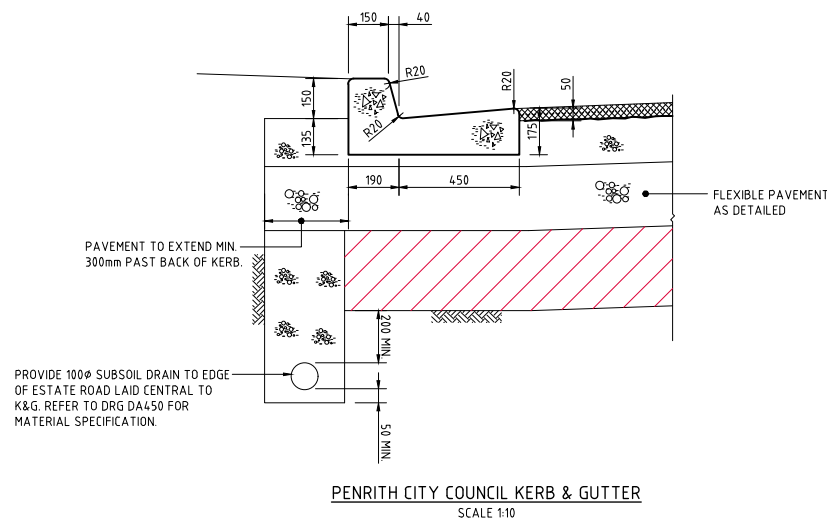 150
40
R20
R20
50
150
135
R20
175
190
450
FLEXIBLE PAVEMENT
AS DETAILED
PAVEMENT TO EXTEND MIN.
300mm PAST BACK OF KERB.
200 MIN.
PROVIDE 100Ø SUBSOIL DRAIN TO EDGE
OF ESTATE ROAD LAID CENTRAL TO
K&G. REFER TO DRG DA450 FOR
MATERIAL SPECIFICATION.
50 MIN.
PENRITH CITY COUNCIL KERB & GUTTER
SCALE 1:10